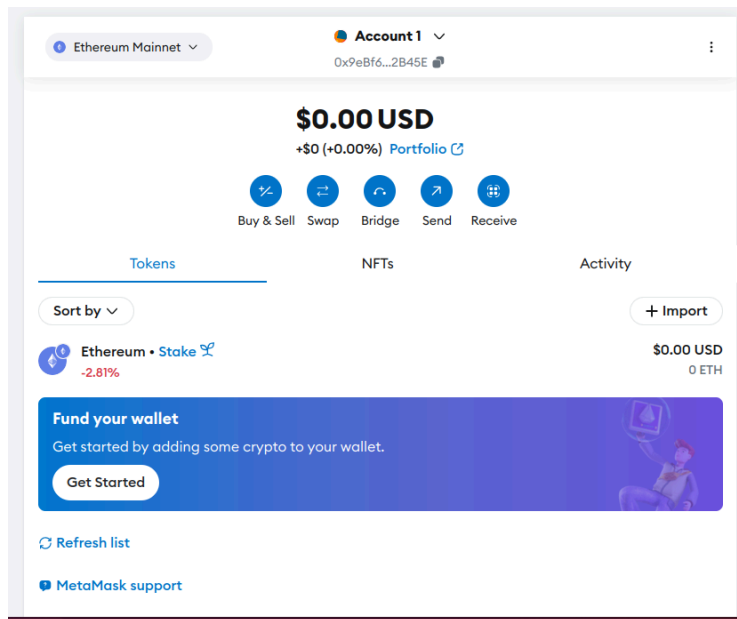 Ethereum Mainnet
Account 1
0x9eBf6...2B45E
$0.00 USD
+$0 (+0.00%) Portfolio
Buy & Sell Swap Bridge Send Receive
Tokens NFTs Activity
Sort by + Import
Ethereum • Stake $0.00 USD
-2.81% 0 ETH
Fund your wallet
Get started by adding some crypto to your wallet.
Get Started
Refresh list
MetaMask support